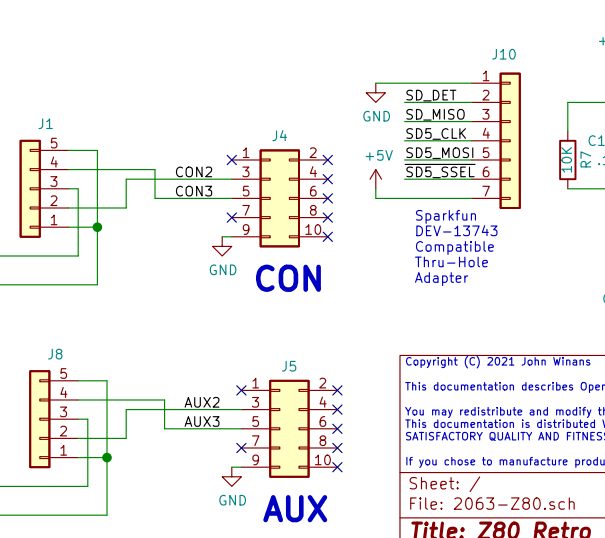 J10
J1
J4
1
SD_DET 2
SD_MISO 3
SD5_CLK 4
SD5_MOSI 5
SD5_SSEL 6
7
GND
+5V
5
4
3
2
1
CON2
CON3
1 2
3 4
5 6
7 8
9 10
GND
CON
10K
R7
C1
Sparkfun
DEV-13743
Compatible
Thru-Hole
Adapter
J8
J5
5
4
3
2
1
AUX2
AUX3
1 2
3 4
5 6
7 8
9 10
GND
AUX
Copyright (C) 2021 John Winans
This documentation describes Oper
You may redistribute and modify th
This documentation is distributed W
SATISFACTORY QUALITY AND FITNESS
If you chose to manufacture produ
Sheet: /
File: 2063-Z80.sch
Title: Z80 Retro